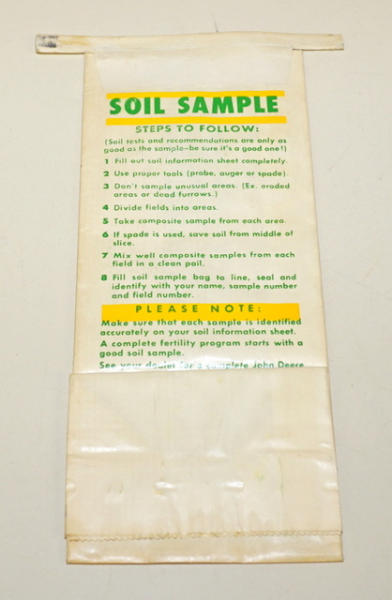 SOIL SAMPLE
STEPS TO FOLLOW:
(Soil tests and recommendations are only as
good as the sample—be sure it's a good one!)
1 Fill out soil information sheet completely.
2 Use proper tools (probe, auger or spade).
3 Don't sample unusual areas. (Ex. eroded
areas or dead furrows.)
4 Divide fields into areas.
5 Take composite sample from each area.
6 If spade is used, save soil from middle of
slice.
7 Mix well composite samples from each
field in a clean pail.
8 Fill soil sample bag to line, seal and
identify with your name, sample number
and field number.
PLEASE NOTE:
Make sure that each sample is identified
accurately on your soil information sheet.
A complete fertility program starts with a
good soil sample.
See your dealer for a complete John Deere